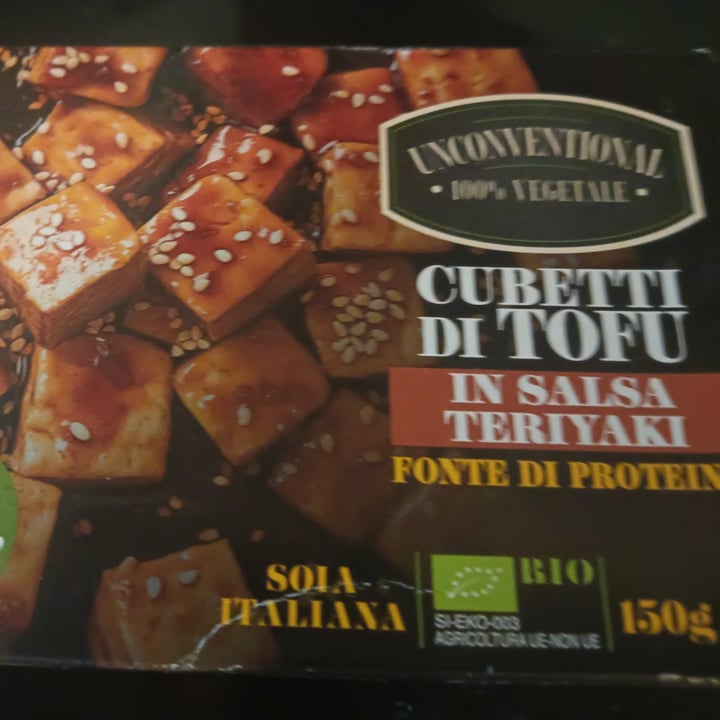 UNCONVENTIONAL
• 100% VEGETALE •
CUBETTI
DI TOFU
IN SALSA
TERIYAKI
FONTE DI PROTEIN
SOIA
ITALIANA
BIO
SI-EKO-003
AGRICOLTURA UE-NON UE
150g